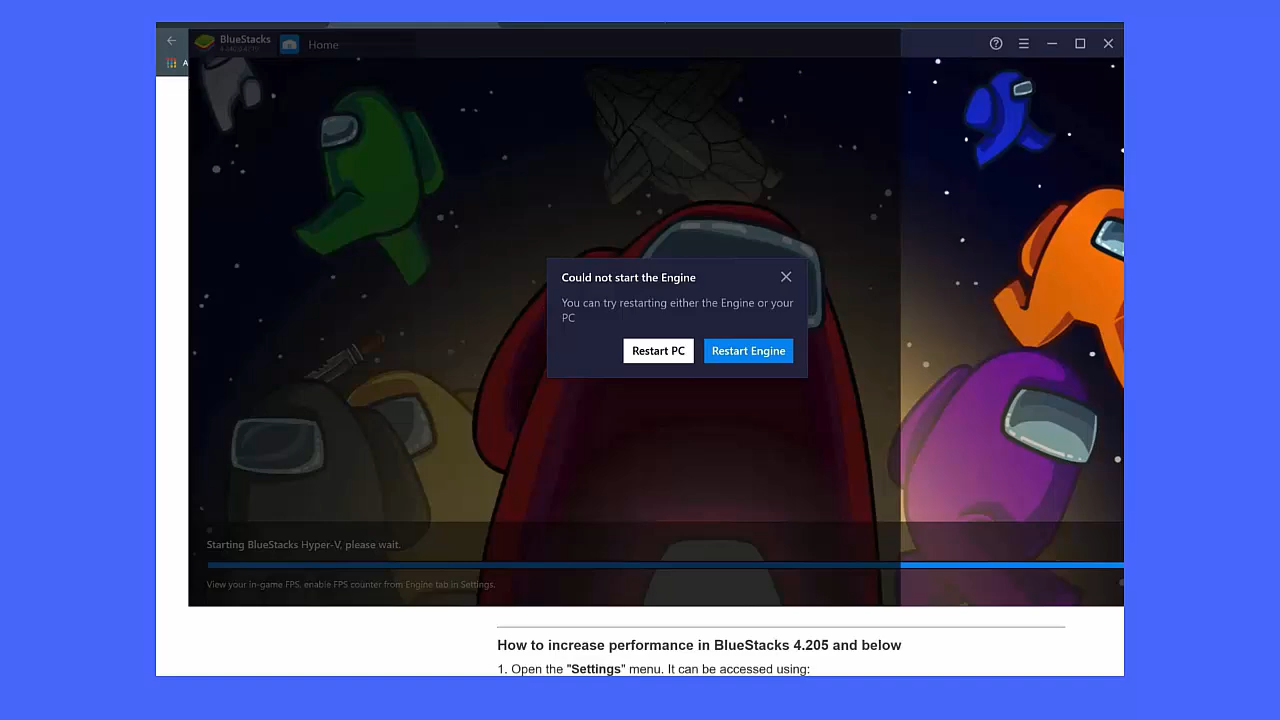 BlueStacks
Home
A
Could not start the Engine
You can try restarting either the Engine or your
PC
Restart PC
Restart Engine
Starting BlueStacks Hyper-V, please wait.
View your in-game FPS, enable FPS counter from Engine tab in Settings.
How to increase performance in BlueStacks 4.205 and below
1. Open the "Settings" menu. It can be accessed using: